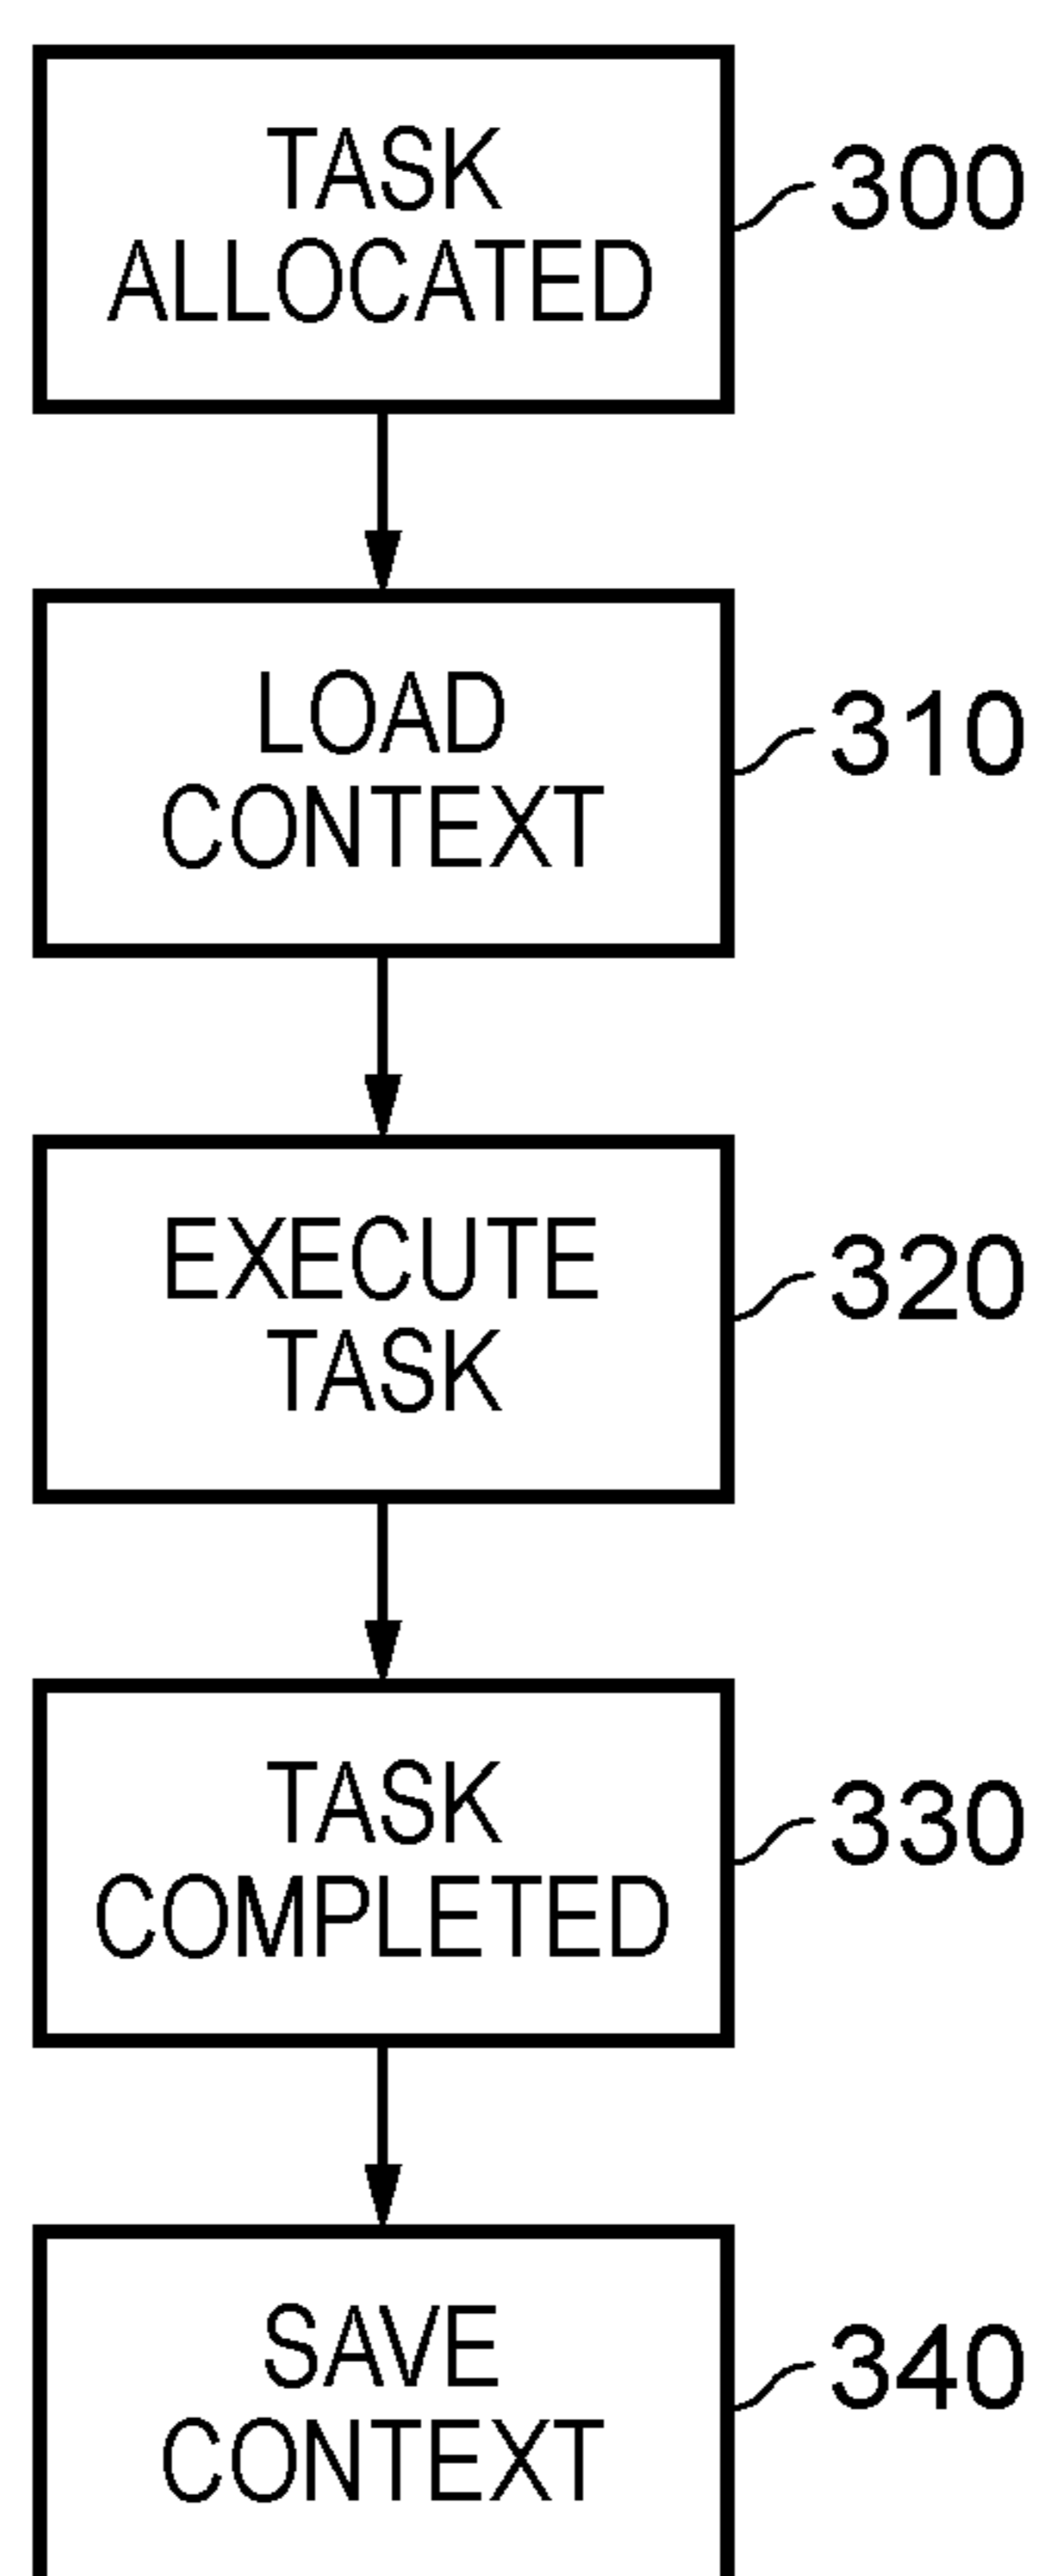 TASK
ALLOCATED
300
LOAD
CONTEXT
310
EXECUTE
TASK
320
TASK
COMPLETED
330
SAVE
CONTEXT
340